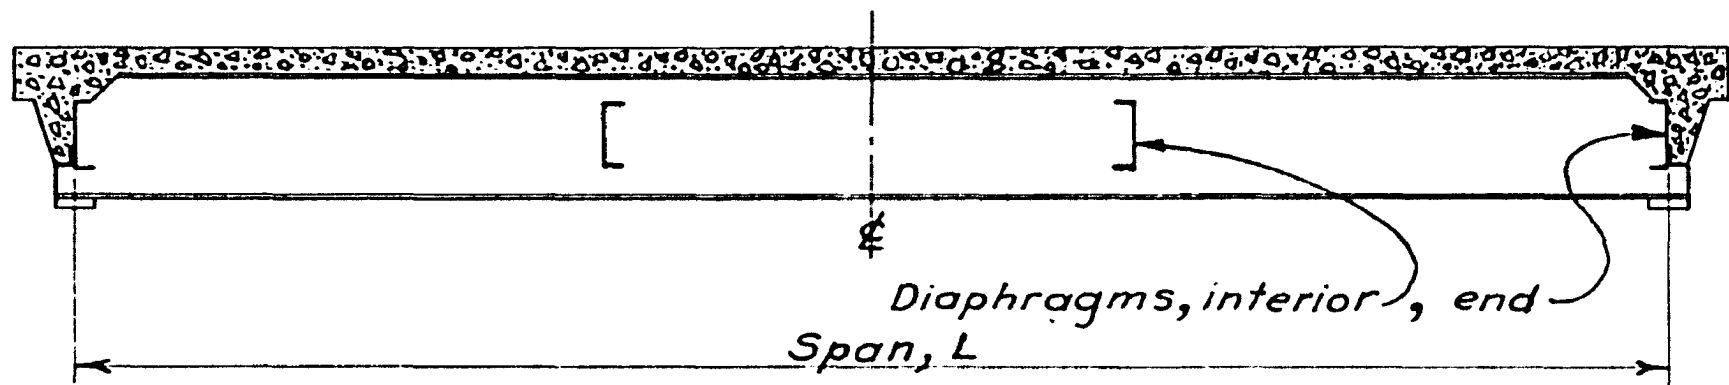 ℄
Diaphragms, interior, end
Span, L